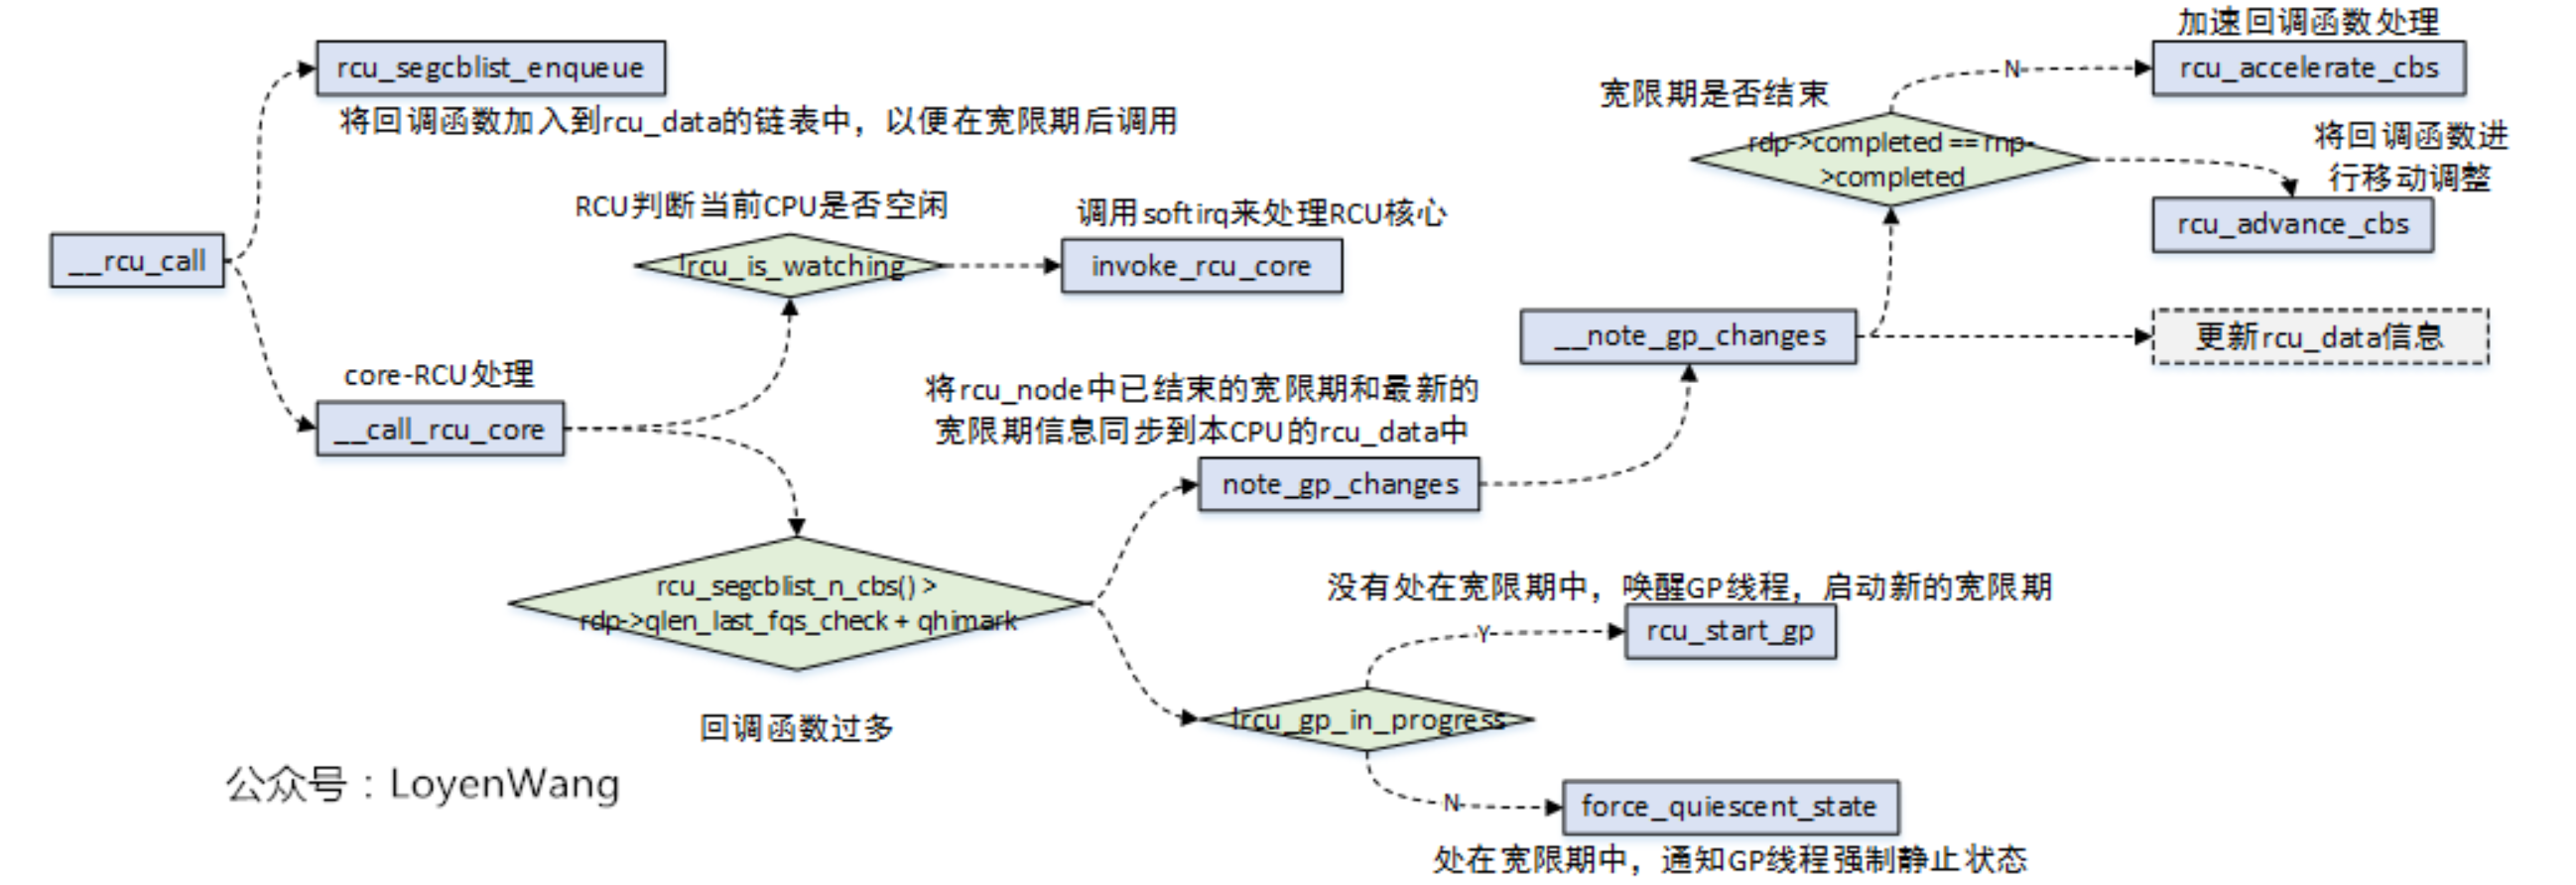 rcu_segcblist_enqueue
将回调函数加入到rcu_data的链表中，以便在宽限期后调用
__rcu_call
core-RCU处理
__call_rcu_core
RCU判断当前CPU是否空闲
!rcu_is_watching
调用softirq来处理RCU核心
invoke_rcu_core
rcu_segcblist_n_cbs() >
rdp->qlen_last_fqs_check + qhimark
回调函数过多
将rcu_node中已结束的宽限期和最新的
宽限期信息同步到本CPU的rcu_data中
note_gp_changes
__note_gp_changes
宽限期是否结束
rdp->completed == rnp-
>completed
N
加速回调函数处理
rcu_accelerate_cbs
将回调函数进
行移动调整
rcu_advance_cbs
更新rcu_data信息
!rcu_gp_in_progress
Y
没有处在宽限期中，唤醒GP线程，启动新的宽限期
rcu_start_gp
N
force_quiescent_state
处在宽限期中，通知GP线程强制静止状态
公众号：LoyenWang